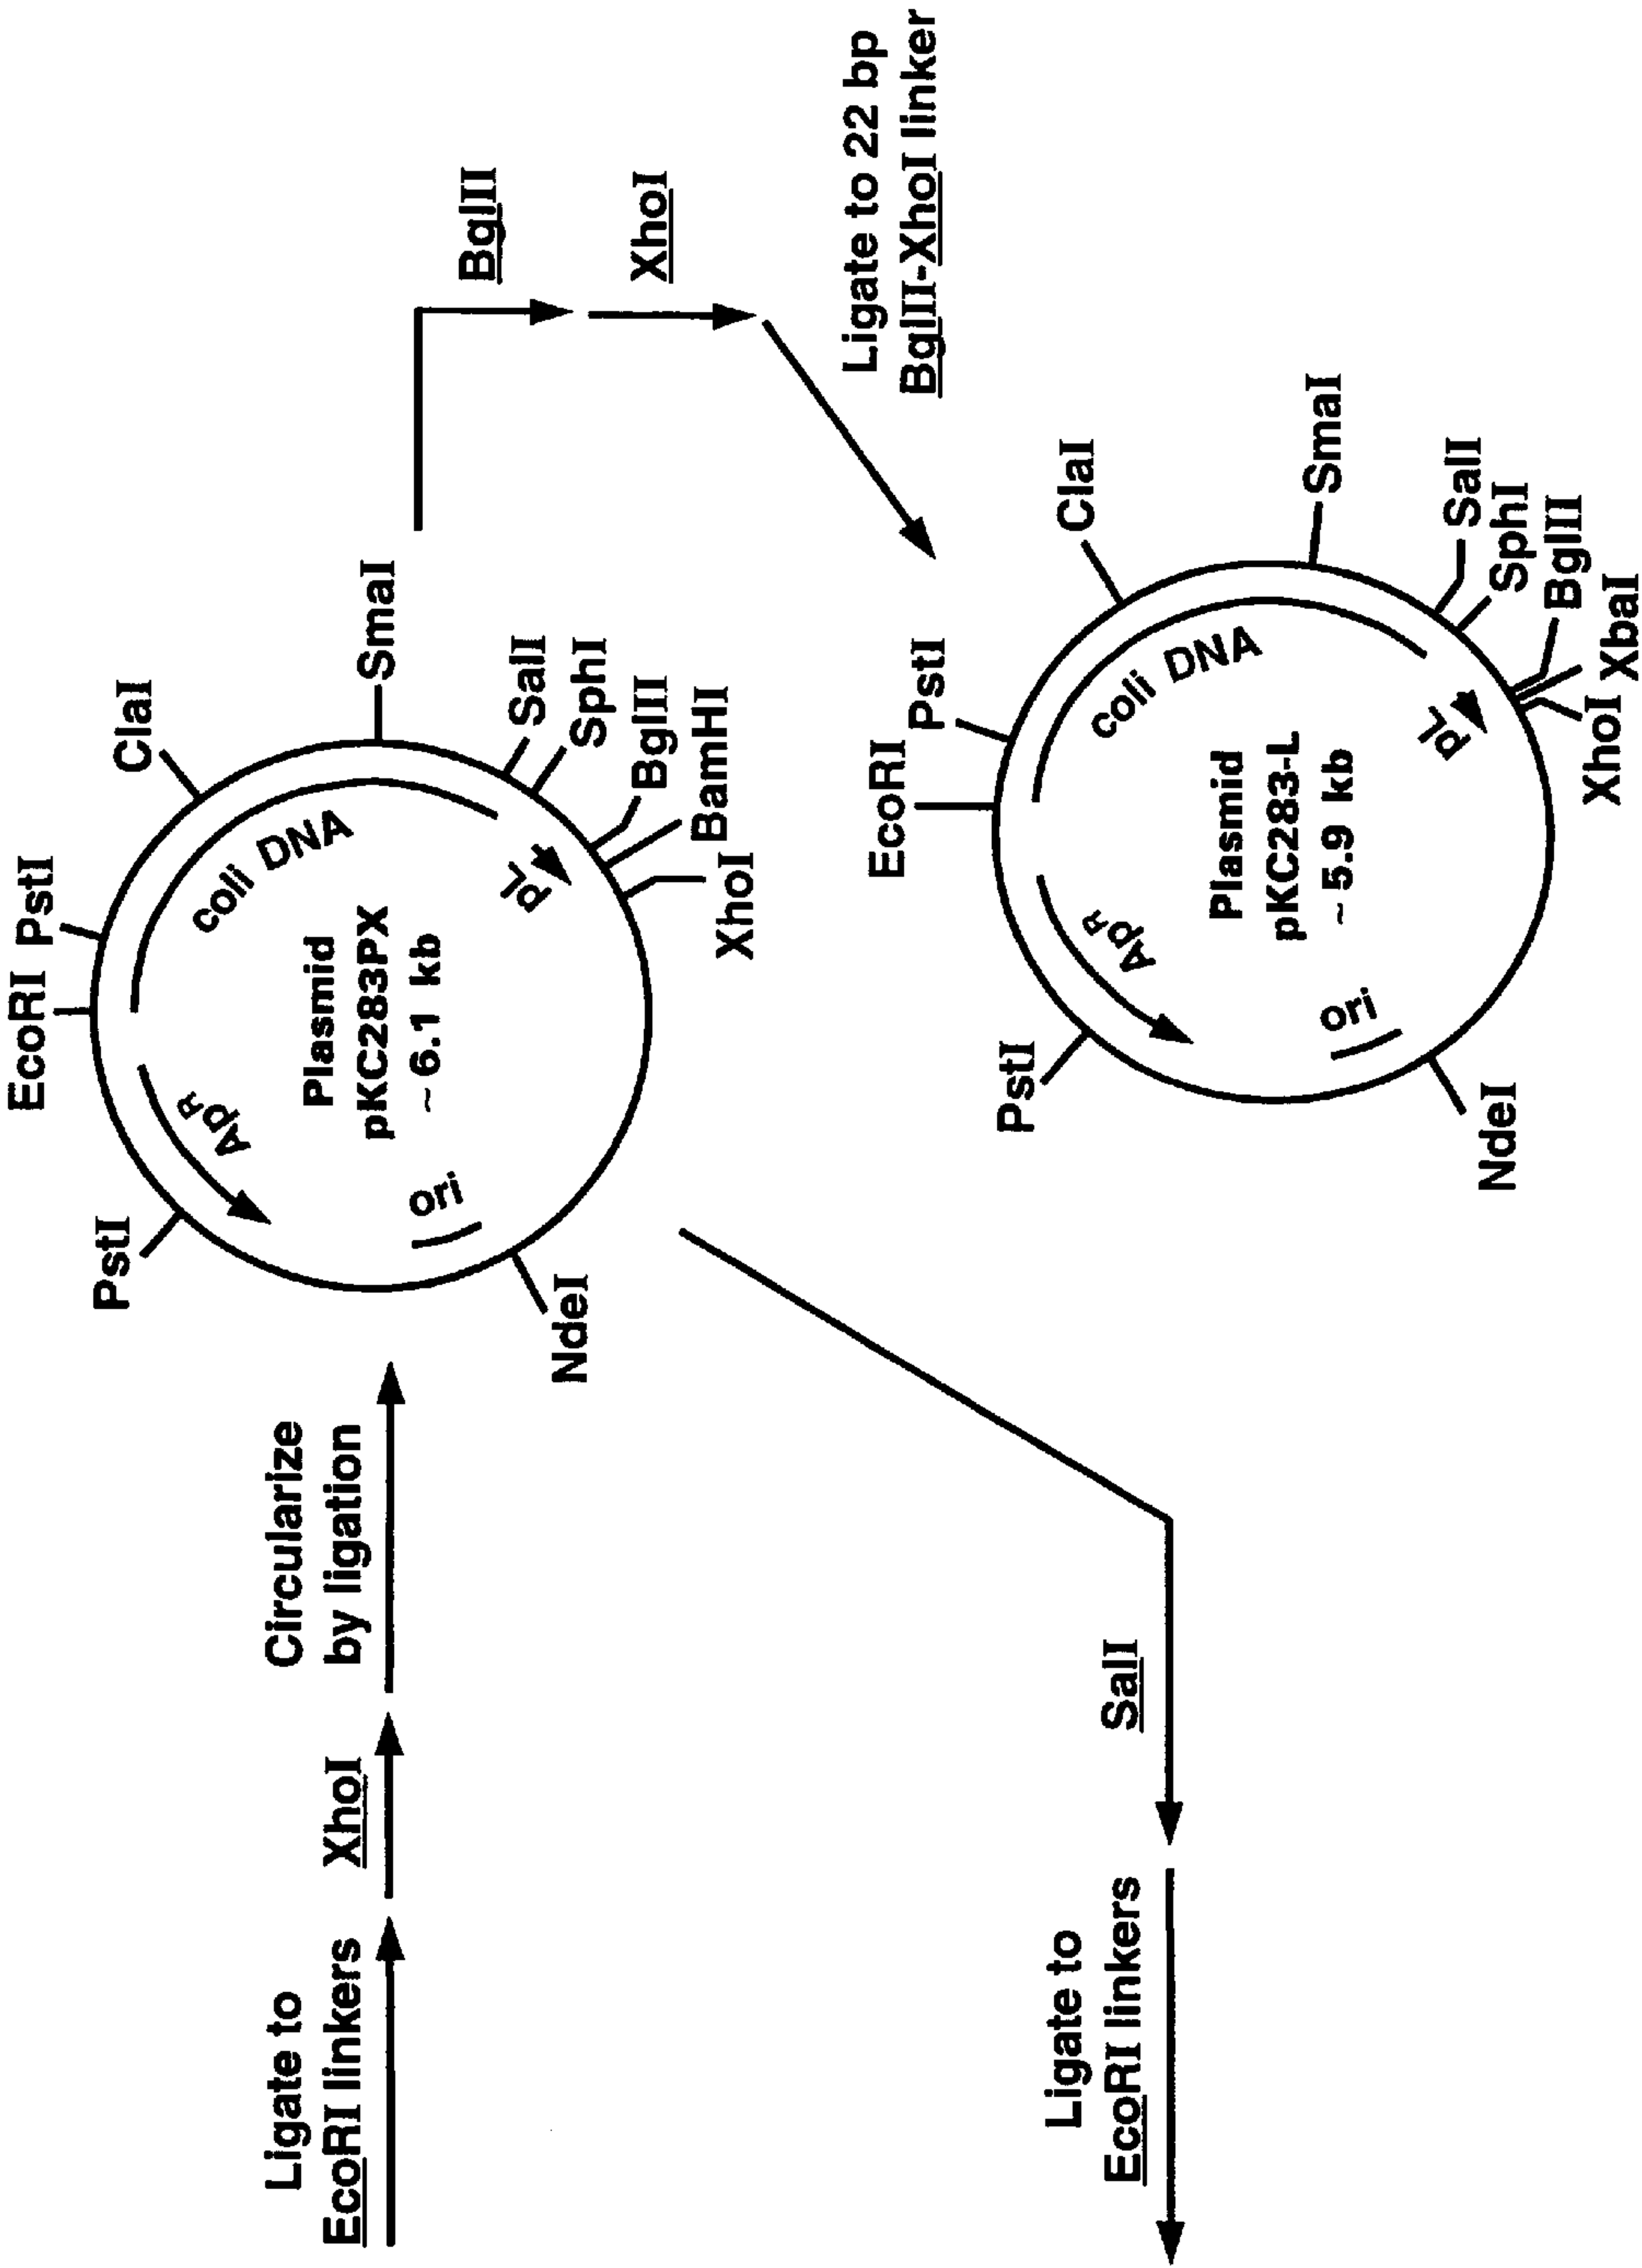 Ligate to
EcoRI linkers
XhoI
Circularize
by ligation
EcoRI
PstI
ClaI
SmaI
SalI
SphI
BglII
BamHI
XhoI
NdeI
PstI
coli DNA
pL
ApR
ori
Plasmid
pKC283PX
~ 6.1 kb
BglII
XhoI
Ligate to 22 bp
BglII-XhoI linker
EcoRI
PstI
ClaI
SmaI
SalI
SphI
BglII
XbaI
XhoI
NdeI
PstI
coli DNA
pL
ApR
ori
Plasmid
pKC283-L
~ 5.9 kb
SalI
Ligate to
EcoRI linkers